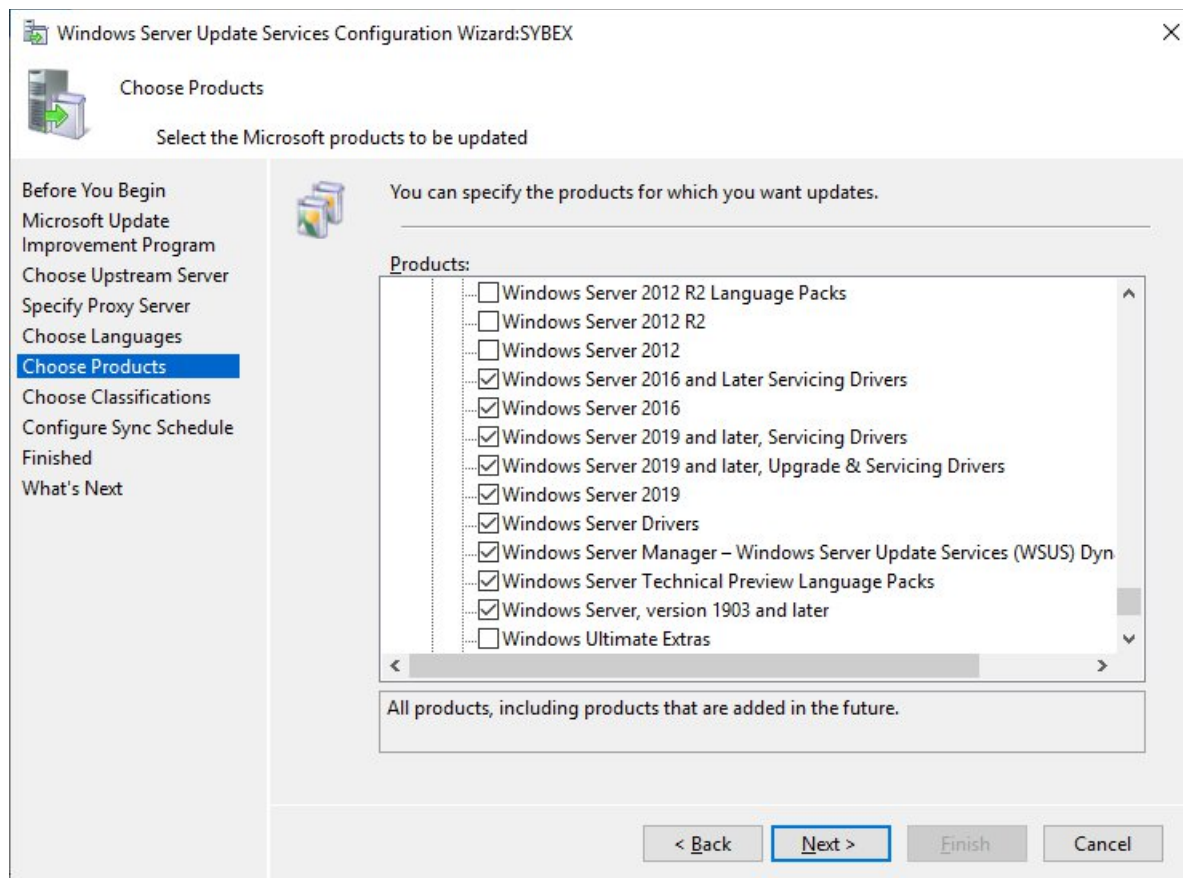 Windows Server Update Services Configuration Wizard:SYBEX
Choose Products
Select the Microsoft products to be updated
Before You Begin
Microsoft Update
Improvement Program
Choose Upstream Server
Specify Proxy Server
Choose Languages
Choose Products
Choose Classifications
Configure Sync Schedule
Finished
What's Next
You can specify the products for which you want updates.
Products:
Windows Server 2012 R2 Language Packs
Windows Server 2012 R2
Windows Server 2012
Windows Server 2016 and Later Servicing Drivers
Windows Server 2016
Windows Server 2019 and later, Servicing Drivers
Windows Server 2019 and later, Upgrade & Servicing Drivers
Windows Server 2019
Windows Server Drivers
Windows Server Manager – Windows Server Update Services (WSUS) Dyn
Windows Server Technical Preview Language Packs
Windows Server, version 1903 and later
Windows Ultimate Extras
All products, including products that are added in the future.
< Back Next > Finish Cancel